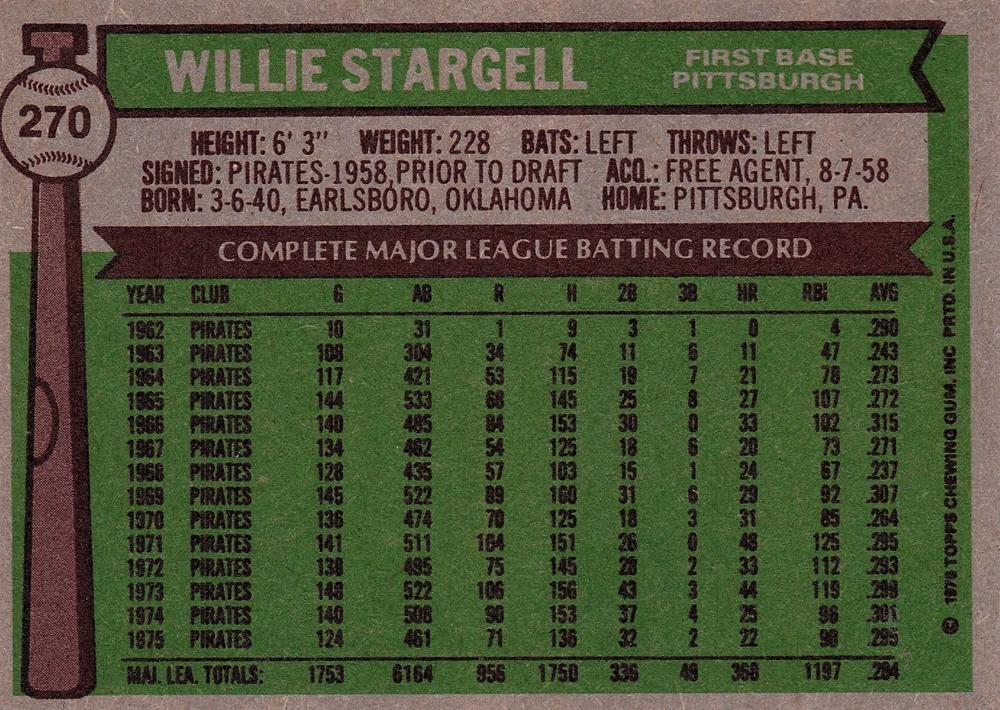 270
WILLIE STARGELL
FIRST BASE
PITTSBURGH
HEIGHT: 6' 3" WEIGHT: 228 BATS: LEFT THROWS: LEFT
SIGNED: PIRATES-1958, PRIOR TO DRAFT ACQ.: FREE AGENT, 8-7-58
BORN: 3-6-40, EARLSBORO, OKLAHOMA HOME: PITTSBURGH, PA.
COMPLETE MAJOR LEAGUE BATTING RECORD
YEAR CLUB G AB R H 2B 3B HR RBI AVG
1962 PIRATES 10 31 1 9 3 1 0 4 .290
1963 PIRATES 108 304 34 74 11 6 11 47 .243
1964 PIRATES 117 421 53 115 19 7 21 78 .273
1965 PIRATES 144 533 68 145 25 8 27 107 .272
1966 PIRATES 140 485 84 153 30 0 33 102 .315
1967 PIRATES 134 462 54 125 18 6 20 73 .271
1968 PIRATES 128 435 57 103 15 1 24 67 .237
1969 PIRATES 145 522 89 160 31 6 29 92 .307
1970 PIRATES 136 474 70 125 18 3 31 85 .264
1971 PIRATES 141 511 104 151 26 0 48 125 .295
1972 PIRATES 138 495 75 145 28 2 33 112 .293
1973 PIRATES 148 522 106 156 43 3 44 119 .299
1974 PIRATES 140 508 90 153 37 4 25 96 .301
1975 PIRATES 124 461 71 136 32 2 22 90 .295
MAJ. LEA. TOTALS: 1753 6164 956 1750 336 49 368 1197 .284
© 1976 TOPPS CHEWING GUM, INC PRTD. IN U.S.A.